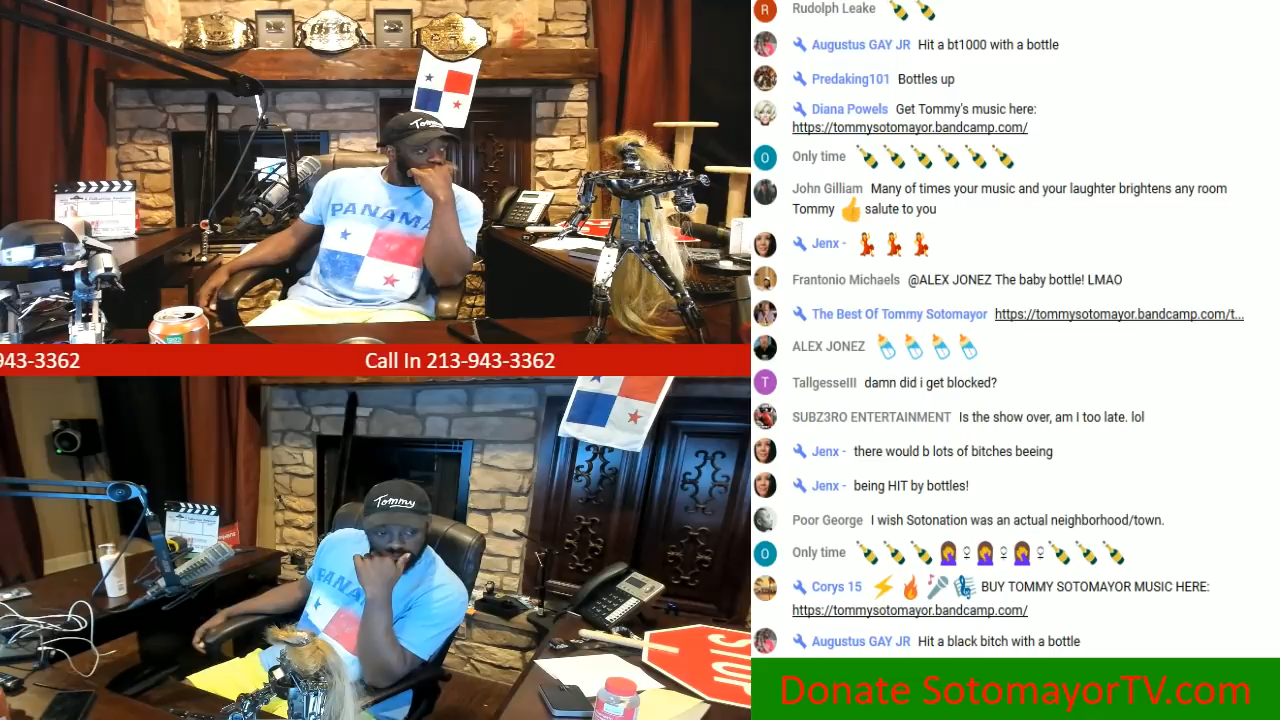 Tommy
PANAMA
943-3362
Call In 213-943-3362
Tommy
PANA
STOP
Rudolph Leake
Augustus GAY JR Hit a bt1000 with a bottle
Predaking101 Bottles up
Diana Powels Get Tommy's music here:
https://tommysotomayor.bandcamp.com/
Only time
John Gilliam Many of times your music and your laughter brightens any room
Tommy 👍 salute to you
Jenx -
Frantonio Michaels @ALEX JONEZ The baby bottle! LMAO
The Best Of Tommy Sotomayor https://tommysotomayor.bandcamp.com/t...
ALEX JONEZ
TallgesseIII damn did i get blocked?
SUBZ3RO ENTERTAINMENT Is the show over, am I too late. lol
Jenx - there would b lots of bitches beeing
Jenx - being HIT by bottles!
Poor George I wish Sotonation was an actual neighborhood/town.
Only time
Corys 15 BUY TOMMY SOTOMAYOR MUSIC HERE:
https://tommysotomayor.bandcamp.com/
Augustus GAY JR Hit a black bitch with a bottle
Donate SotomayorTV.com